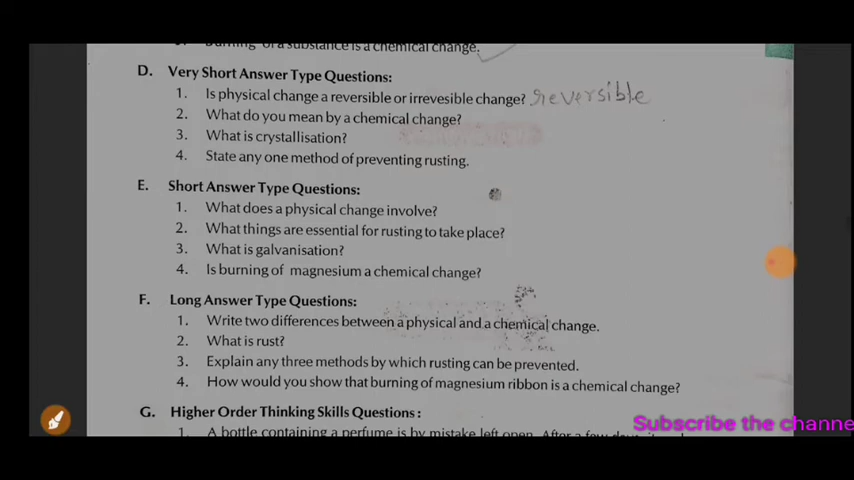 Burning of a substance is a chemical change.
D. Very Short Answer Type Questions:
1. Is physical change a reversible or irrevesible change? reversible
2. What do you mean by a chemical change?
3. What is crystallisation?
4. State any one method of preventing rusting.
E. Short Answer Type Questions:
1. What does a physical change involve?
2. What things are essential for rusting to take place?
3. What is galvanisation?
4. Is burning of magnesium a chemical change?
F. Long Answer Type Questions:
1. Write two differences between a physical and a chemical change.
2. What is rust?
3. Explain any three methods by which rusting can be prevented.
4. How would you show that burning of magnesium ribbon is a chemical change?
G. Higher Order Thinking Skills Questions :
Subscribe the channe
1. A bottle containing a perfume is by mistake left open. After a few